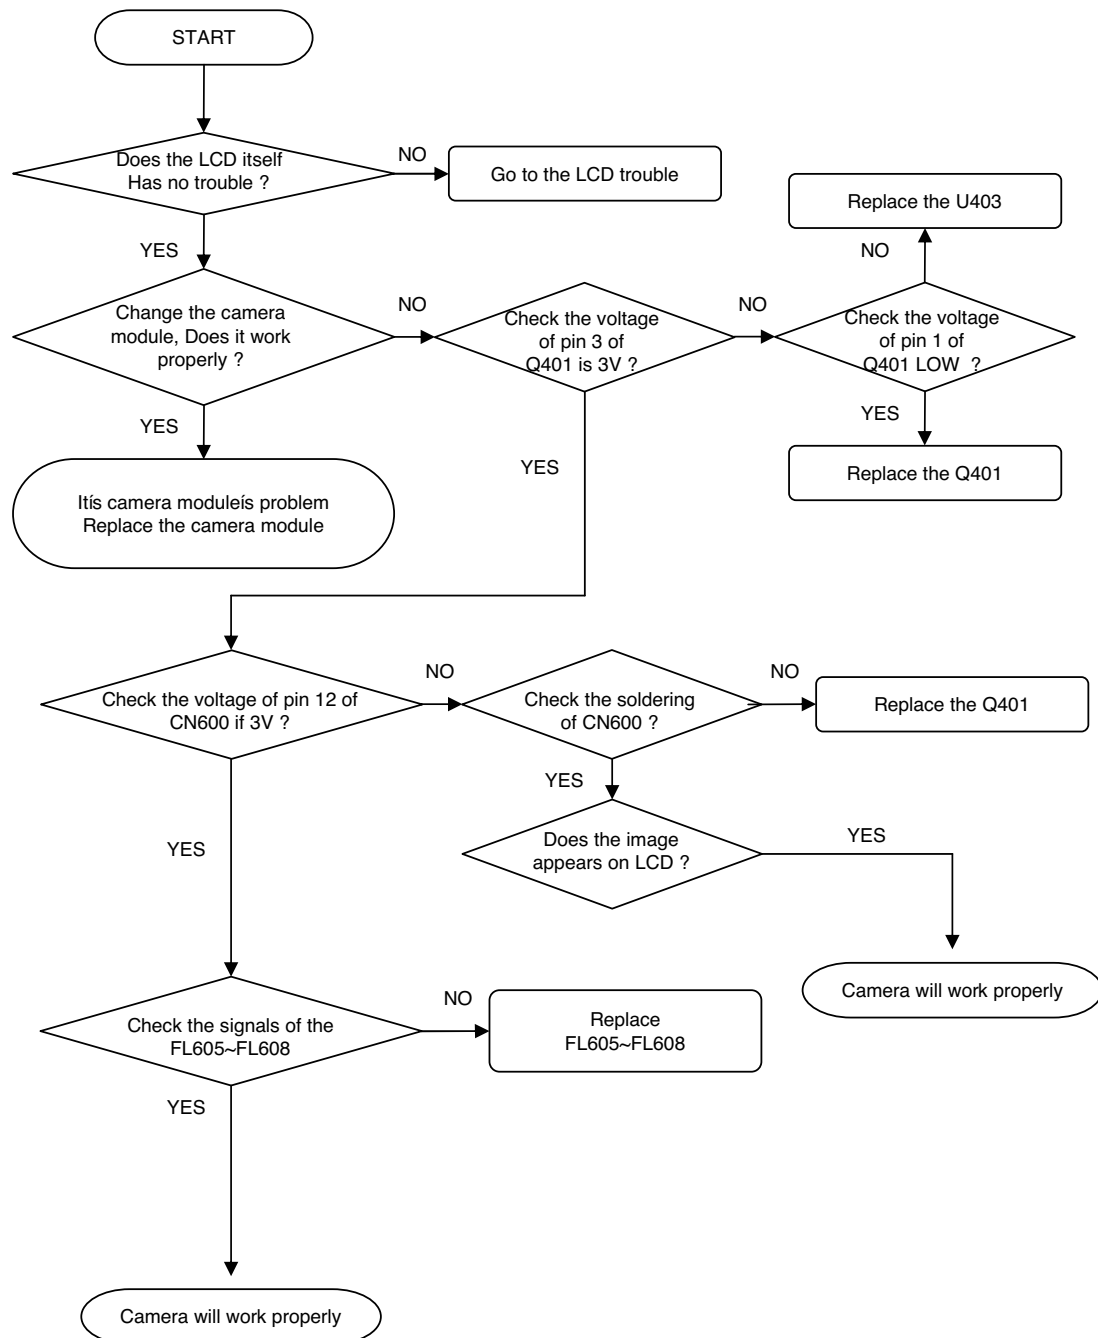 START
Does the LCD itself
Has no trouble ?
NO
Go to the LCD trouble
Replace the U403
YES
NO
Change the camera
module, Does it work
properly ?
NO
Check the voltage
of pin 3 of
Q401 is 3V ?
NO
Check the voltage
of pin 1 of
Q401 LOW ?
YES
YES
YES
Replace the Q401
Itís camera moduleís problem
Replace the camera module
Check the voltage of pin 12 of
CN600 if 3V ?
NO
Check the soldering
of CN600 ?
NO
Replace the Q401
YES
YES
Does the image
appears on LCD ?
YES
Camera will work properly
Check the signals of the
FL605~FL608
NO
Replace
FL605~FL608
YES
Camera will work properly